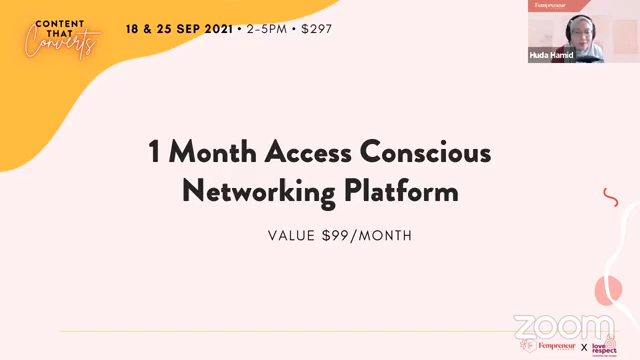 CONTENT
THAT
Converts
18 & 25 SEP 2021 • 2-5PM • $297
Fempreneur
Huda Hamid
1 Month Access Conscious
Networking Platform
VALUE $99/MONTH
zoom
Fempreneur X love
respect